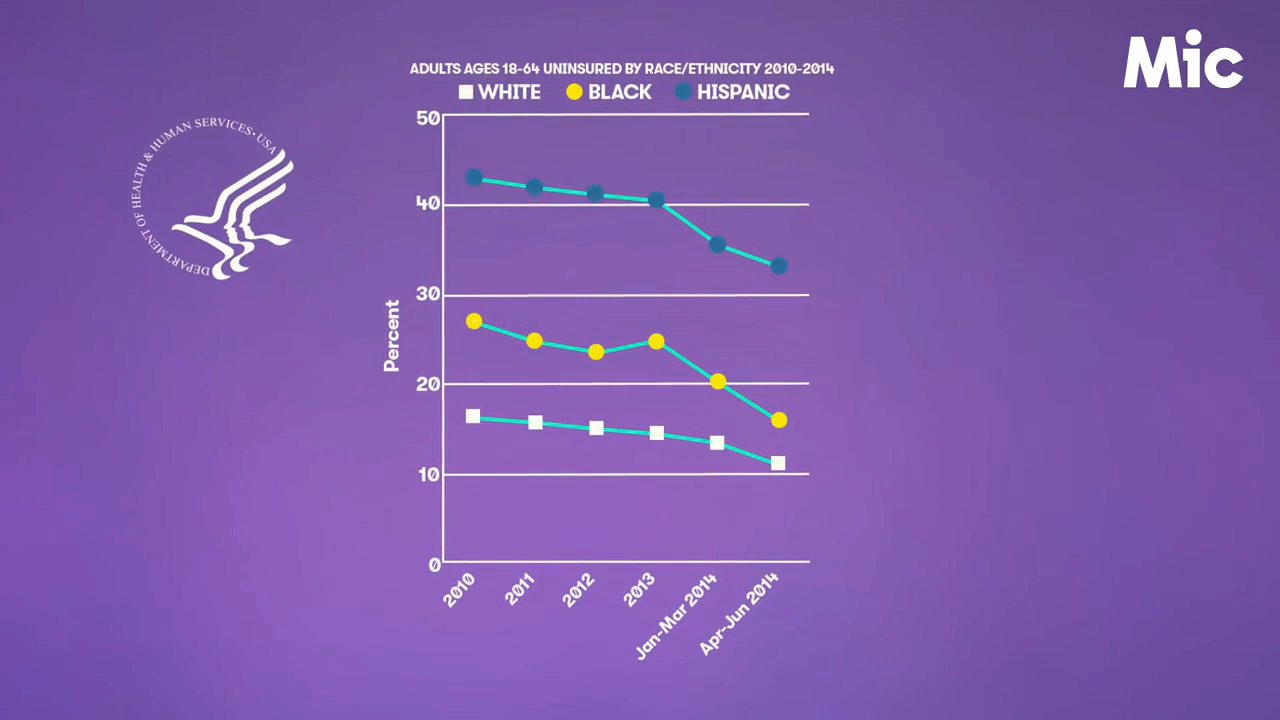 Mic
ADULTS AGES 18-64 UNINSURED BY RACE/ETHNICITY 2010-2014
WHITE BLACK HISPANIC
DEPARTMENT OF HEALTH & HUMAN SERVICES • USA
Percent
50
40
30
20
10
0
2010
2011
2012
2013
Jan-Mar 2014
Apr-Jun 2014